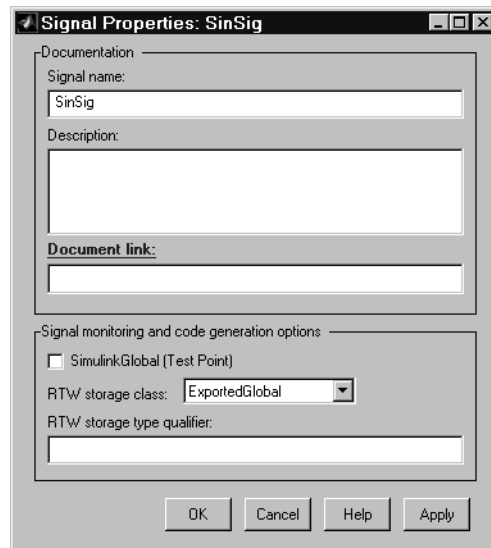 Signal Properties: SinSig
Documentation
Signal name:
SinSig
Description:
Document link:
Signal monitoring and code generation options
SimulinkGlobal (Test Point)
RTW storage class: ExportedGlobal
RTW storage type qualifier:
OK Cancel Help Apply